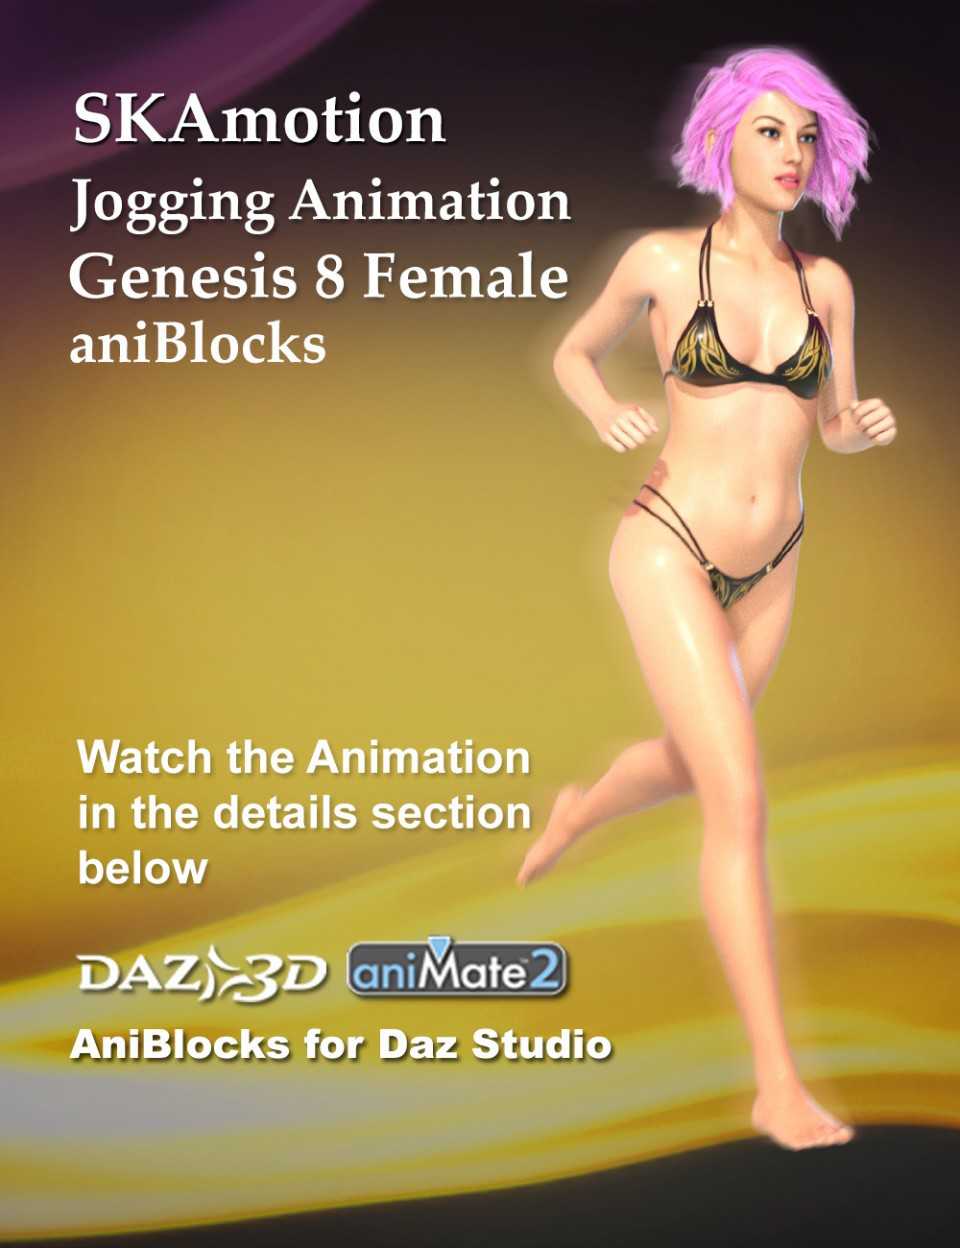 SKAmotion
Jogging Animation
Genesis 8 Female
aniBlocks
Watch the Animation
in the details section
below
DAZ 3D aniMate™2
AniBlocks for Daz Studio